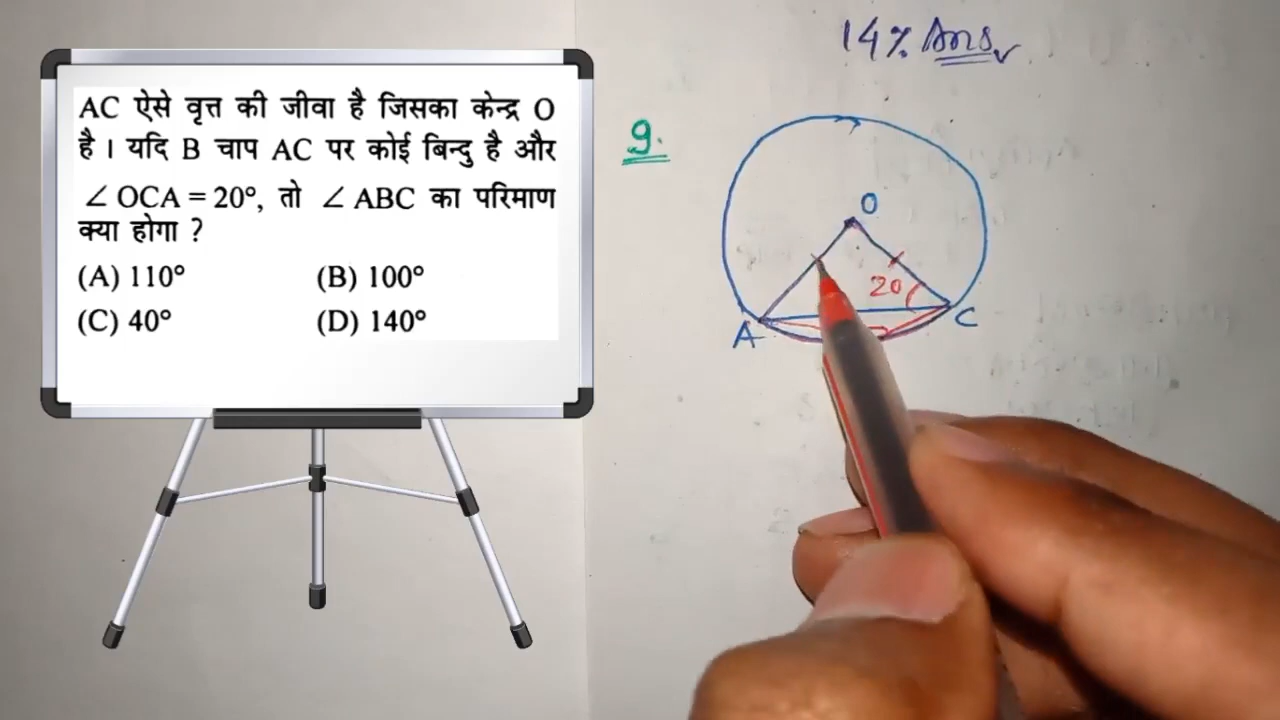 AC ऐसे वृत्त की जीवा है जिसका केन्द्र O
है। यदि B चाप AC पर कोई बिन्दु है और
∠ OCA = 20°, तो ∠ ABC का परिमाण
क्या होगा ?
(A) 110° (B) 100°
(C) 40° (D) 140°
14% Ans
9.
O
20
A
C